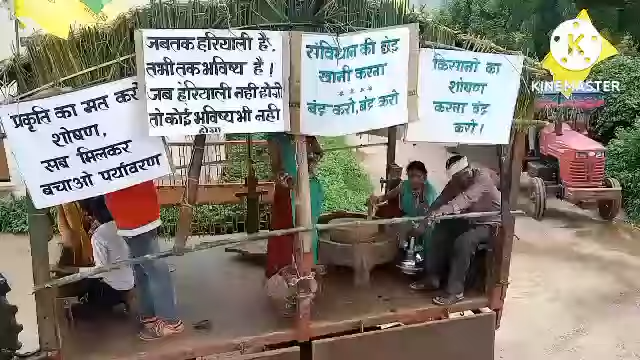 प्रकृति का मत करो
शोषण,
सब मिलकर
बचाओ पर्यावरण
जबतक हरियाली है,
तभी तक भविष्य है !
जब हरियाली नही होगी
तो कोई भविष्य भी नही
होगा
संविधान की छेड़
खानी करना
बंद करो, बंद करो
किसानो का
शोषण
करना बंद
करो।
KINEMASTER